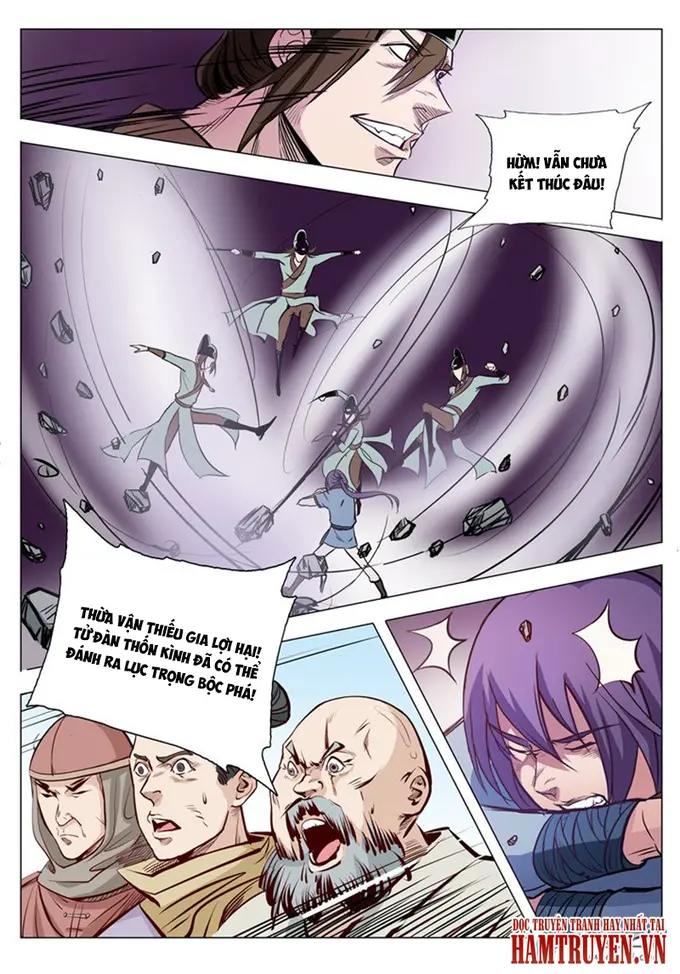 HỪM! VẪN CHƯA
KẾT THÚC ĐÂU!
THỪA VẬN THIẾU GIA LỢI HẠI!
TỬ ĐÀN THỐN KÌNH ĐÃ CÓ THỂ
ĐÁNH RA LỤC TRỌNG BỘC PHÁ!
ĐỌC TRUYỆN TRANH HAY NHẤT TẠI
HAMTRUYEN.VN